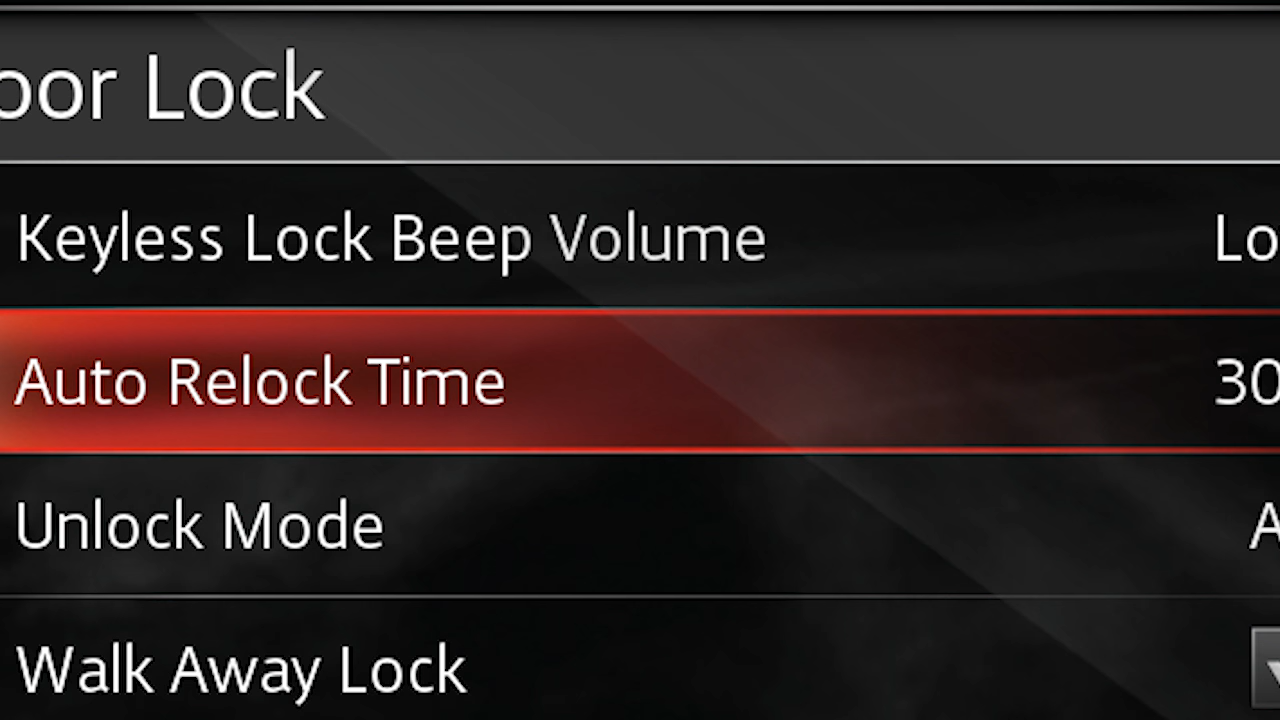 oor Lock
Keyless Lock Beep Volume Lo
Auto Relock Time 30
Unlock Mode A
Walk Away Lock